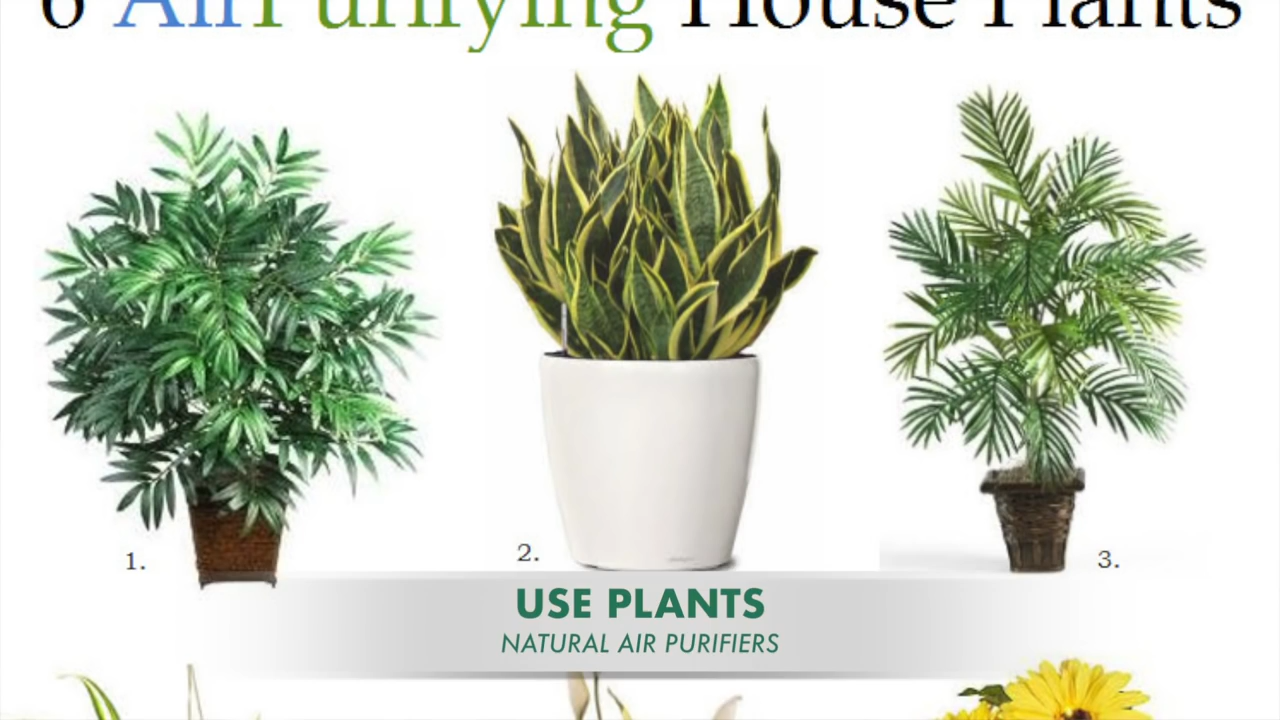 6 Air Purifying House Plants
1.
2.
3.
USE PLANTS
NATURAL AIR PURIFIERS